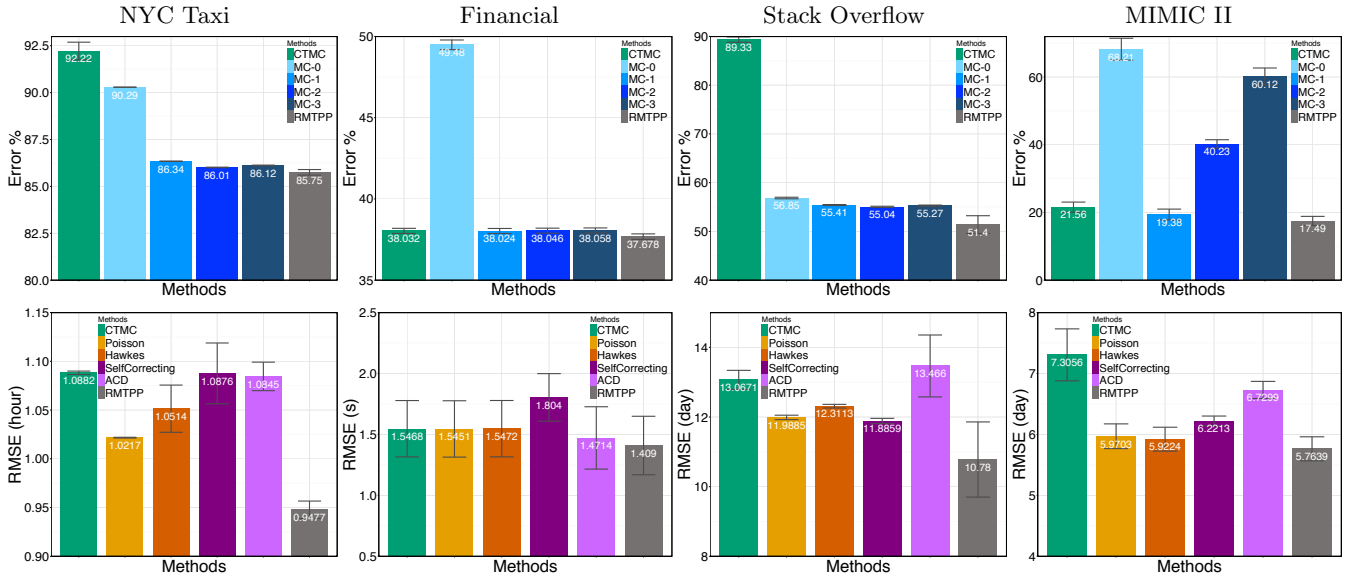 NYC Taxi
Financial
Stack Overflow
MIMIC II
Error %
92.5
90.0
87.5
85.0
82.5
80.0
92.22
90.29
86.34
86.01
86.12
85.75
Methods
CTMC
MC-0
MC-1
MC-2
MC-3
RMTPP
Methods
Error %
50
45
40
35
38.032
49.48
38.024
38.046
38.058
37.678
Methods
CTMC
MC-0
MC-1
MC-2
MC-3
RMTPP
Methods
Error %
90
80
70
60
50
40
89.33
56.85
55.41
55.04
55.27
51.4
Methods
CTMC
MC-0
MC-1
MC-2
MC-3
RMTPP
Methods
Error %
60
40
20
0
21.56
68.21
19.38
40.23
60.12
17.49
Methods
CTMC
MC-0
MC-1
MC-2
MC-3
RMTPP
Methods
RMSE (hour)
1.15
1.10
1.05
1.00
0.95
0.90
1.0882
1.0217
1.0514
1.0876
1.0845
0.9477
Methods
CTMC
Poisson
Hawkes
SelfCorrecting
ACD
RMTPP
Methods
RMSE (s)
2.5
2.0
1.5
1.0
0.5
1.5468
1.5451
1.5472
1.804
1.4714
1.409
Methods
CTMC
Poisson
Hawkes
SelfCorrecting
ACD
RMTPP
Methods
RMSE (day)
14
12
10
8
13.0671
11.9885
12.3113
11.8859
13.466
10.78
Methods
CTMC
Poisson
Hawkes
SelfCorrecting
ACD
RMTPP
Methods
RMSE (day)
8
7
6
5
4
7.3056
5.9703
5.9224
6.2213
6.7299
5.7639
Methods
CTMC
Poisson
Hawkes
SelfCorrecting
ACD
RMTPP
Methods